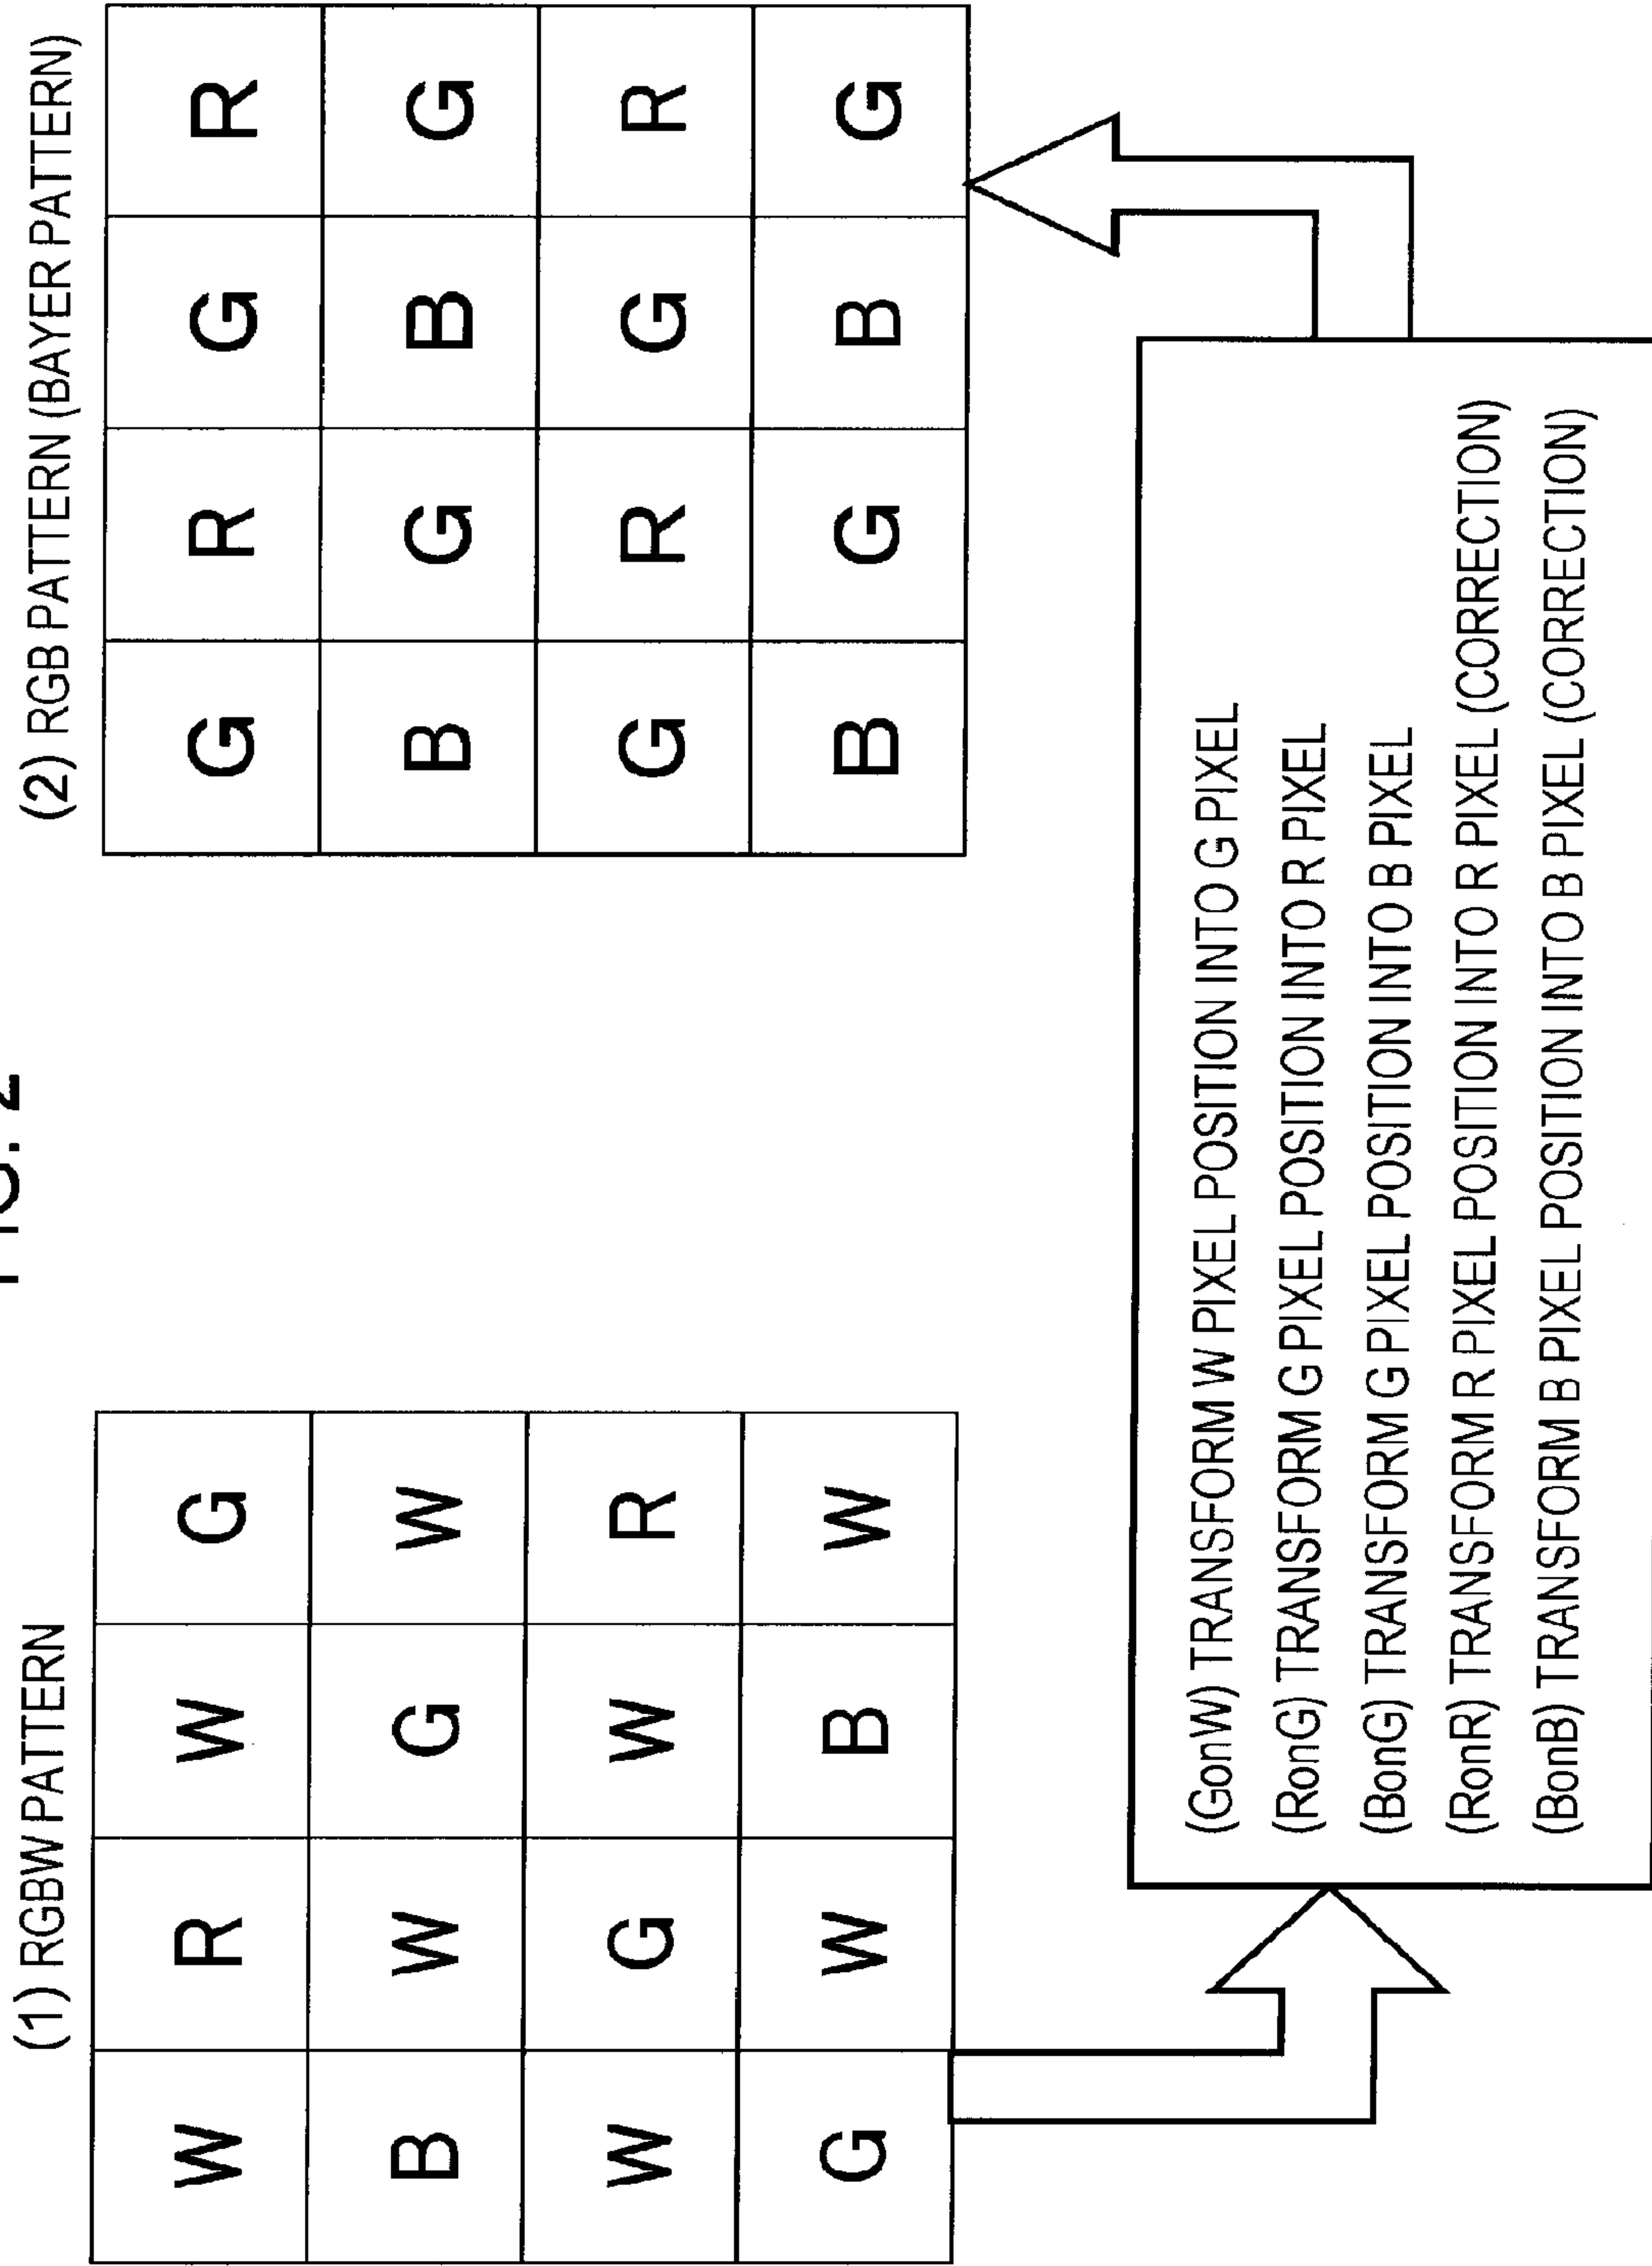 FIG. 2
(1) RGBW PATTERN
W R W G
B W G W
W G W R
G W B W
(2) RGB PATTERN (BAYER PATTERN)
G R G R
B G B G
G R G R
B G B G
(GonW) TRANSFORM W PIXEL POSITION INTO G PIXEL
(RonG) TRANSFORM G PIXEL POSITION INTO R PIXEL
(BonG) TRANSFORM G PIXEL POSITION INTO B PIXEL
(RonR) TRANSFORM R PIXEL POSITION INTO R PIXEL (CORRECTION)
(BonB) TRANSFORM B PIXEL POSITION INTO B PIXEL (CORRECTION)